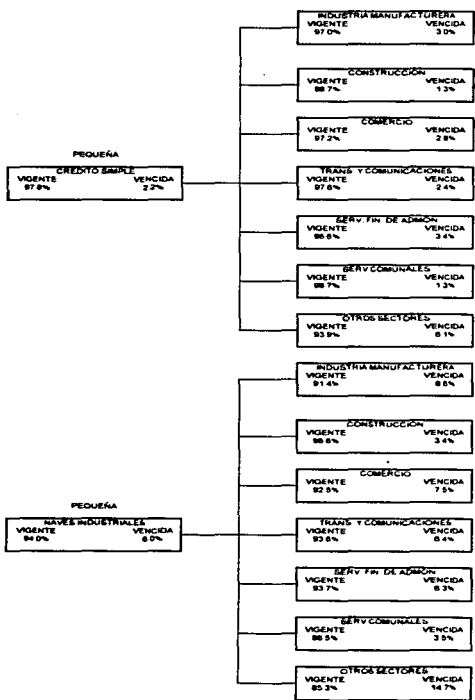 INDUSTRIA MANUFACTURERA
VIGENTE VENCIDA
97.0% 3.0%
CONSTRUCCIÓN
VIGENTE VENCIDA
98.7% 1.3%
COMERCIO
VIGENTE VENCIDA
97.2% 2.8%
PEQUEÑA
CREDITO SIMPLE
VIGENTE VENCIDA
97.8% 2.2%
TRANS. Y COMUNICACIONES
VIGENTE VENCIDA
97.6% 2.4%
SERV. FIN. DE ADMÓN
VIGENTE VENCIDA
96.6% 3.4%
SERV COMUNALES
VIGENTE VENCIDA
98.7% 1.3%
OTROS SECTORES
VIGENTE VENCIDA
93.9% 6.1%
INDUSTRIA MANUFACTURERA
VIGENTE VENCIDA
91.4% 8.6%
CONSTRUCCIÓN
VIGENTE VENCIDA
96.6% 3.4%
COMERCIO
VIGENTE VENCIDA
92.5% 7.5%
PEQUEÑA
NAVES INDUSTRIALES
VIGENTE VENCIDA
94.0% 6.0%
TRANS. Y COMUNICACIONES
VIGENTE VENCIDA
93.6% 6.4%
SERV. FIN. DE ADMÓN
VIGENTE VENCIDA
93.7% 6.3%
SERV COMUNALES
VIGENTE VENCIDA
96.5% 3.5%
OTROS SECTORES
VIGENTE VENCIDA
85.3% 14.7%